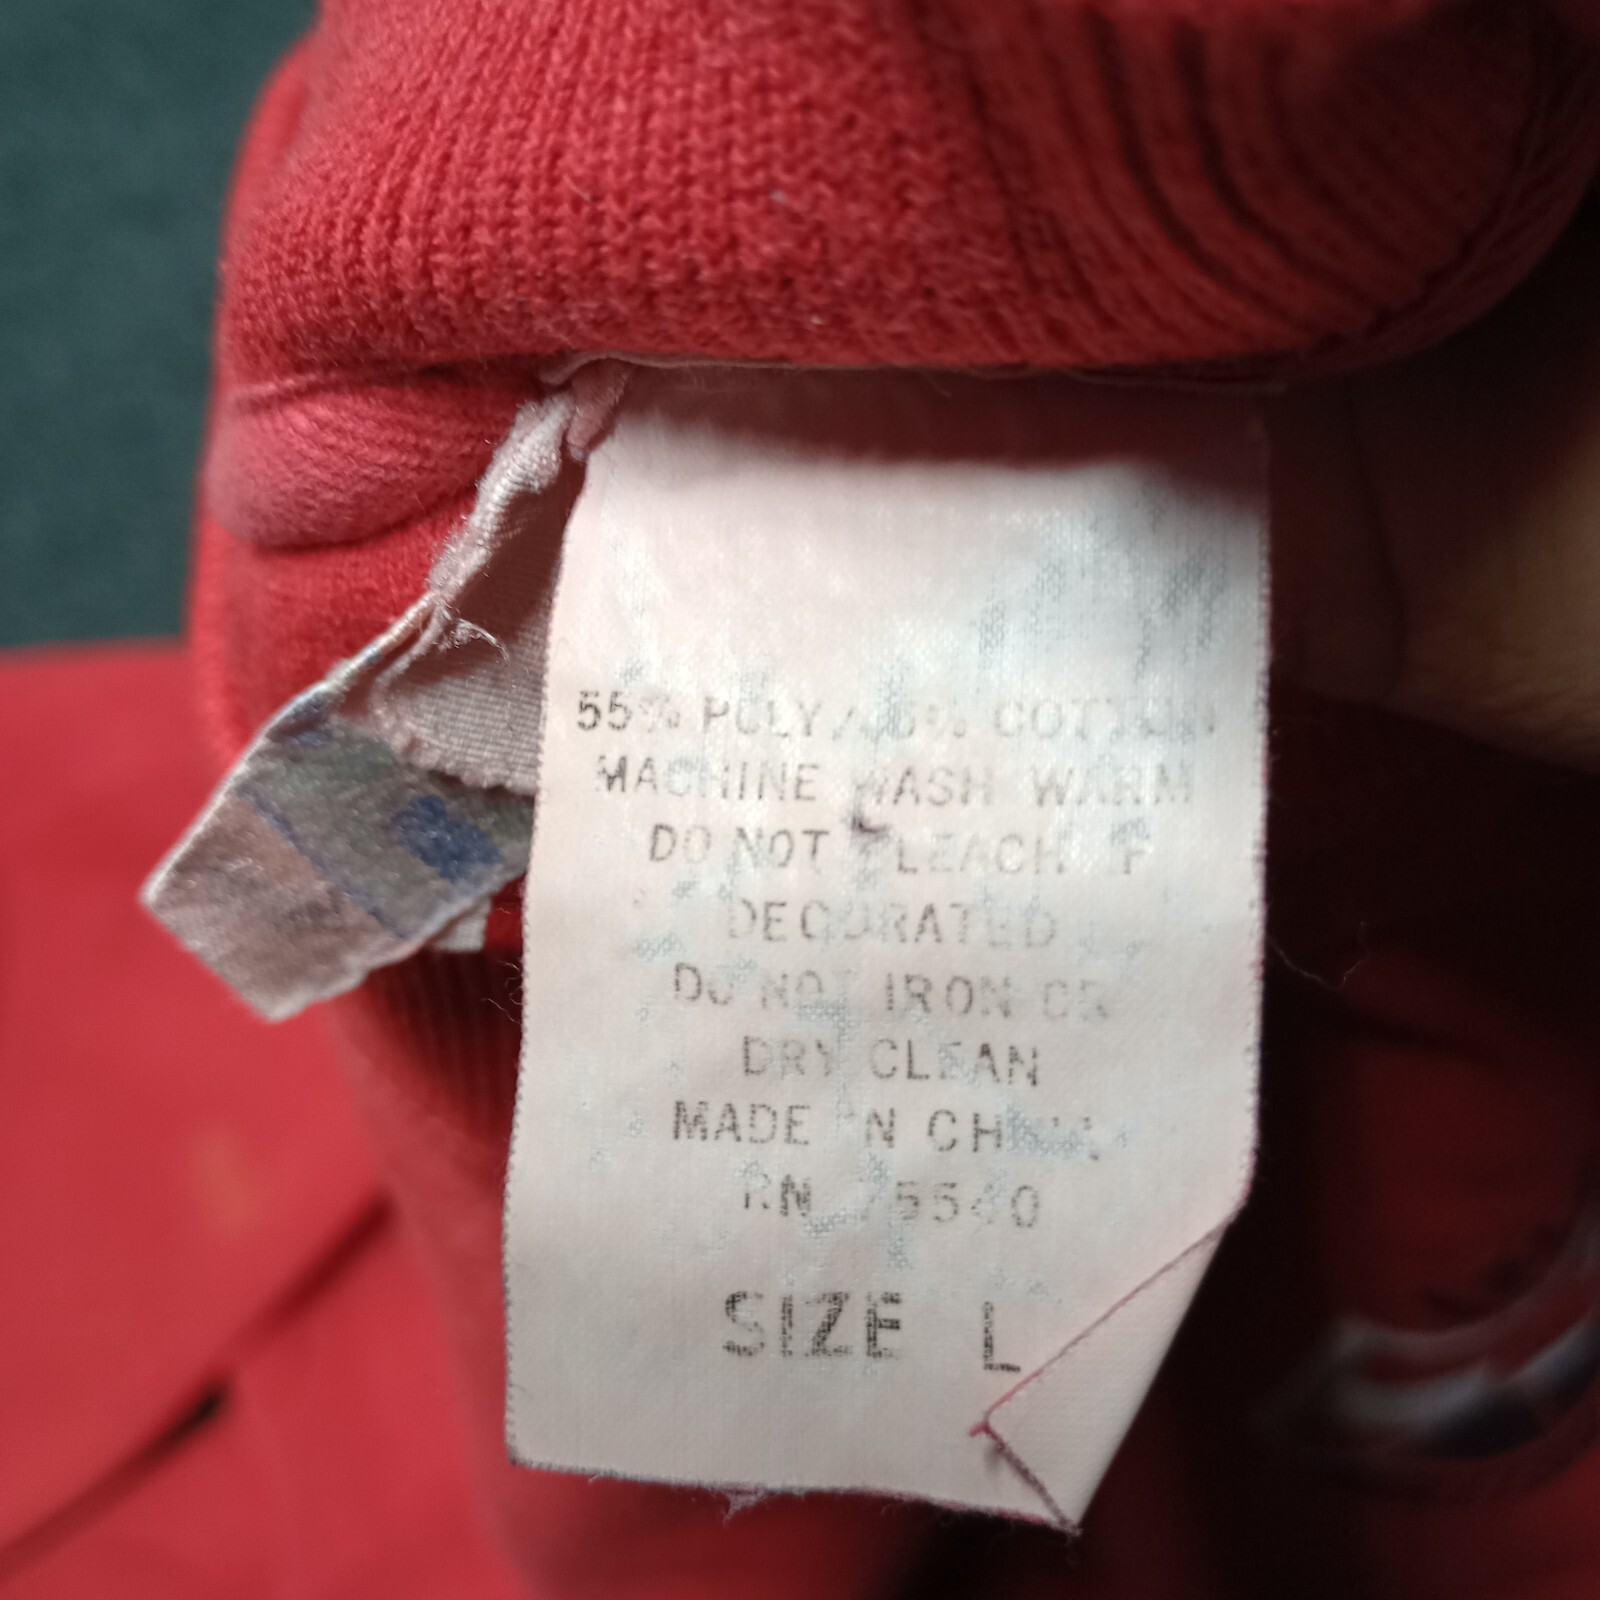 55% POLY/45% COTTON
MACHINE WASH WARM
DO NOT BLEACH IF
DECORATED
DO NOT IRON OR
DRY CLEAN
MADE IN CHINA
RN
SIZE L